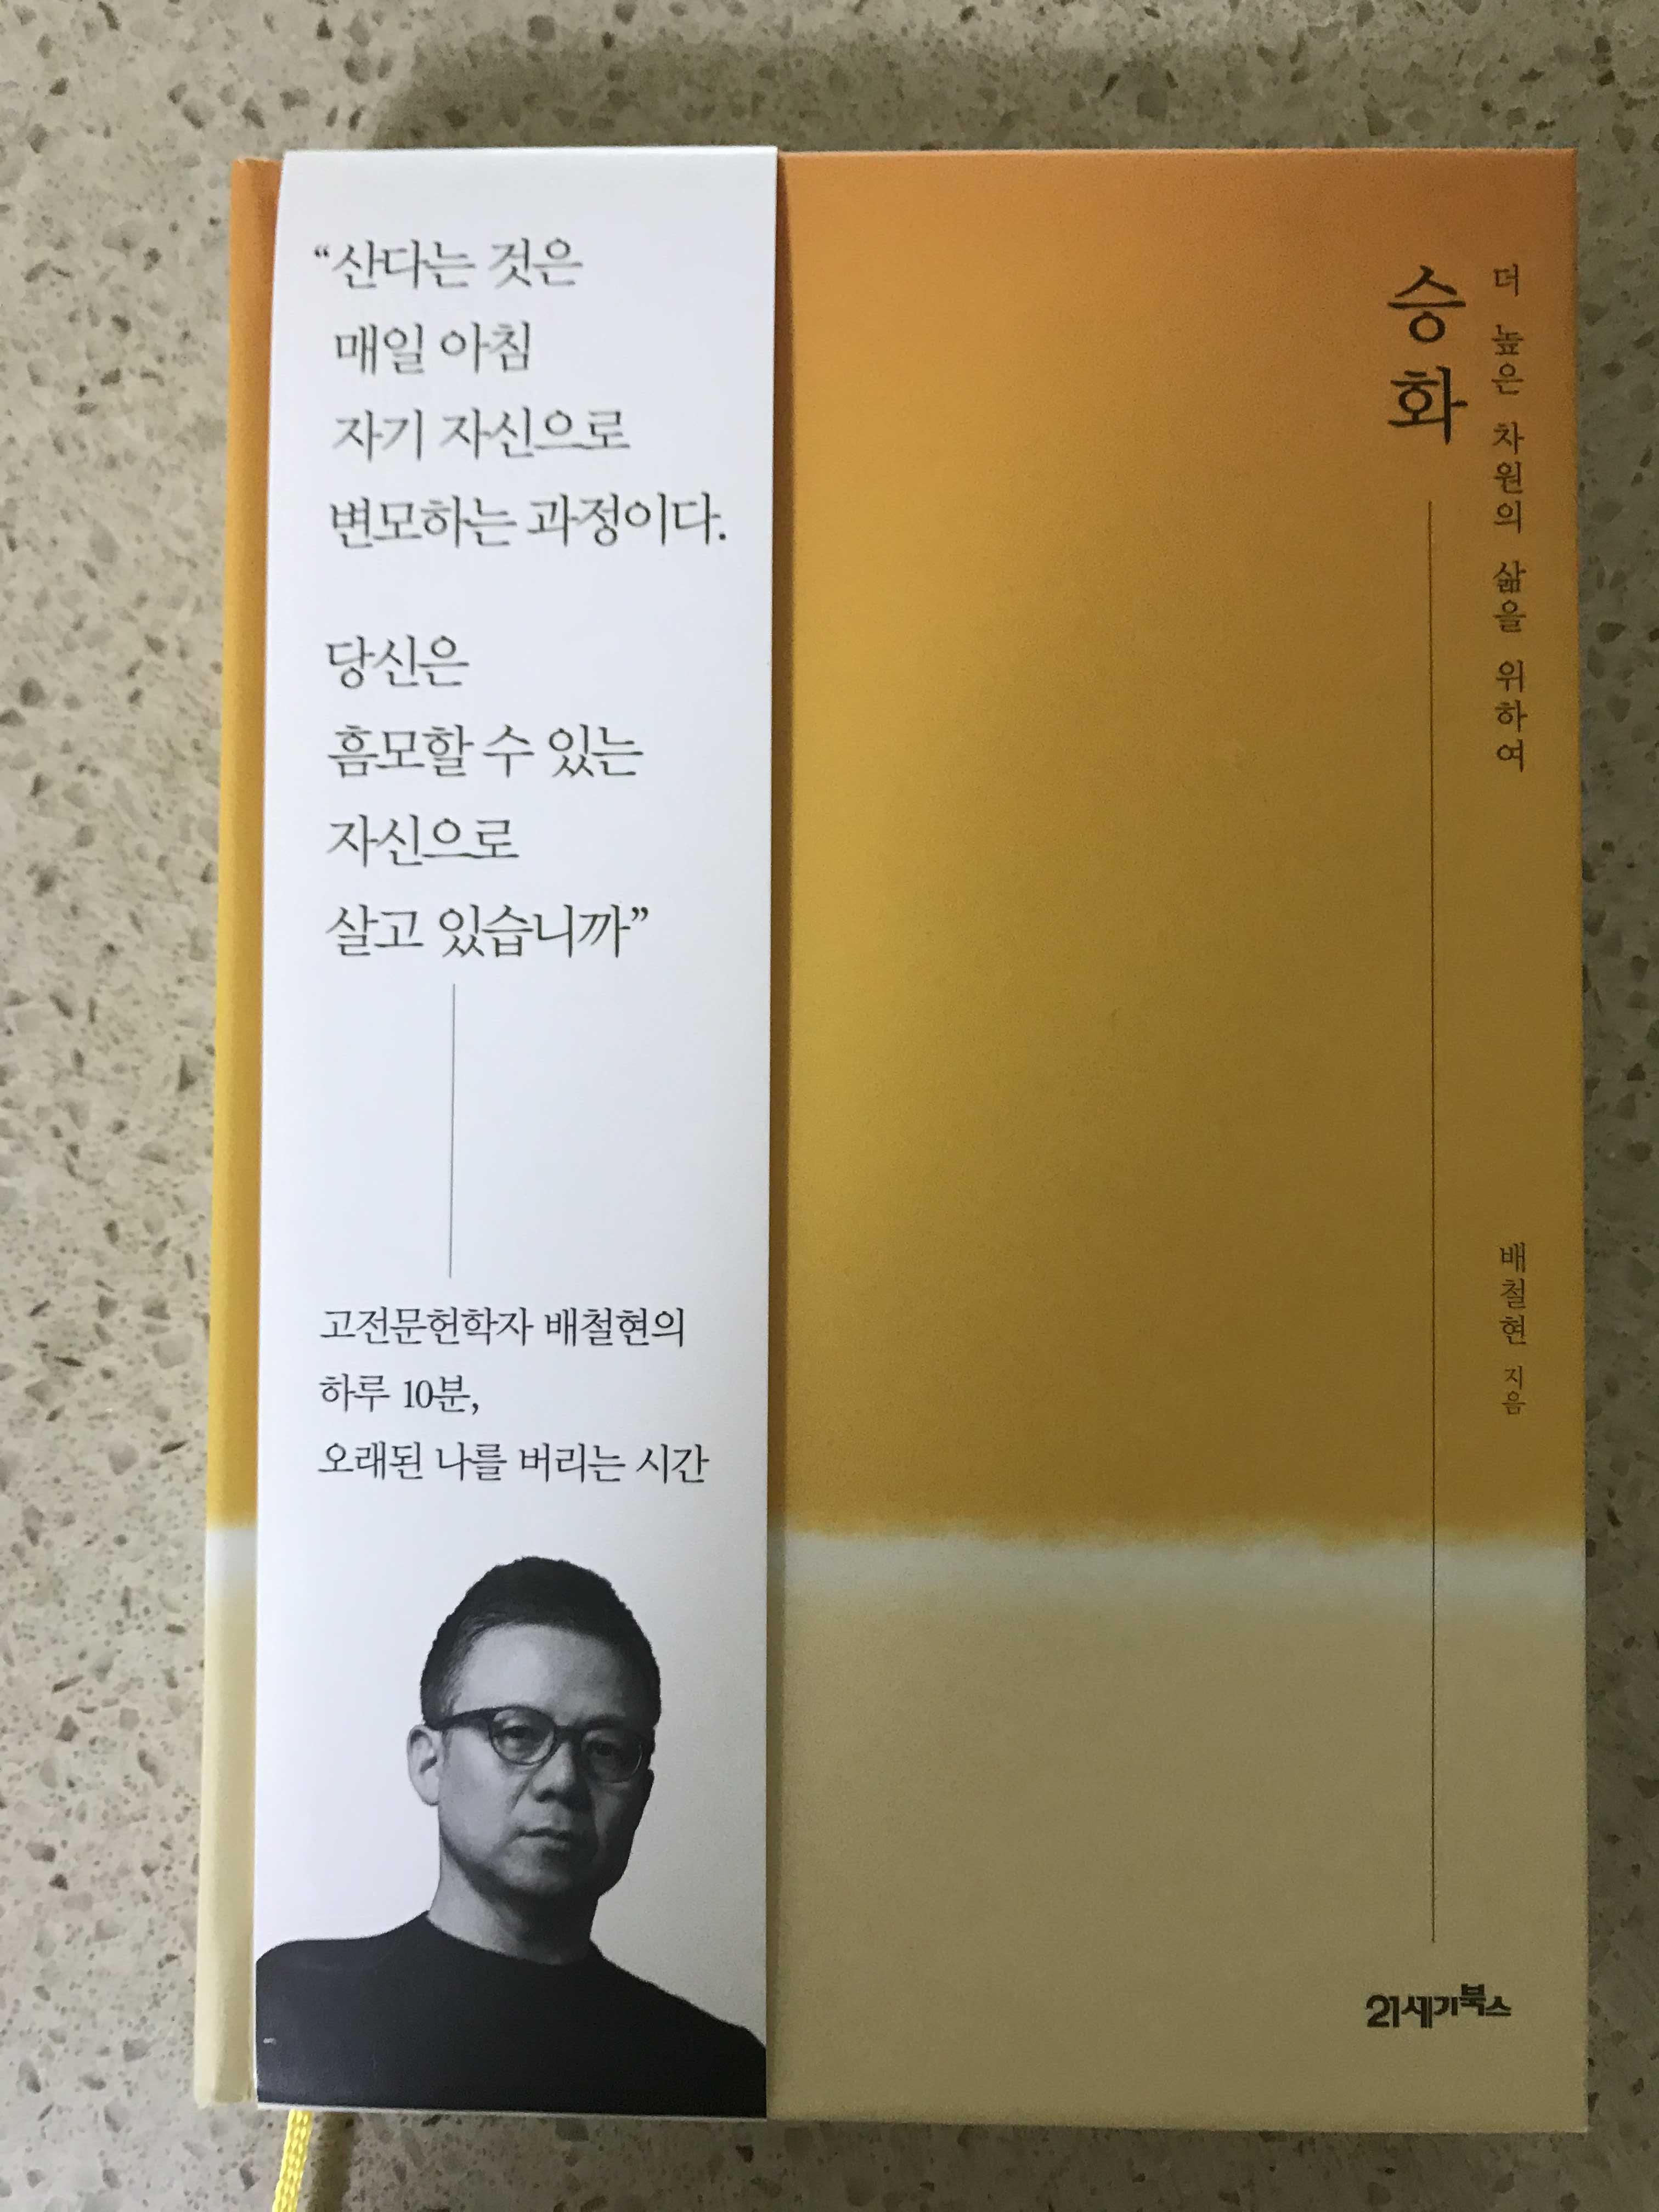 “산다는 것은
매일 아침
자기 자신으로
변모하는 과정이다.
당신은
흠모할 수 있는
자신으로
살고 있습니까”
고전문헌학자 배철현의
하루 10분,
오래된 나를 버리는 시간
더 높은 차원의 삶을 위하여
승화
배철현 지음
21세기북스